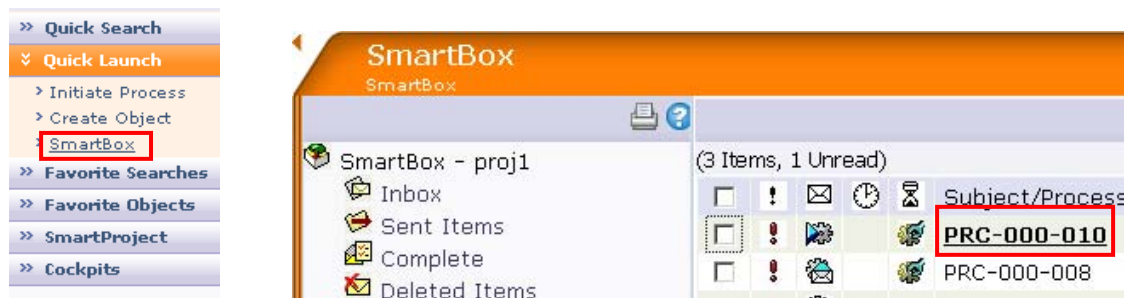 Quick Search
Quick Launch
Initiate Process
Create Object
SmartBox
Favorite Searches
Favorite Objects
SmartProject
Cockpits
SmartBox
SmartBox
SmartBox - proj1
Inbox
Sent Items
Complete
Deleted Items
(3 Items, 1 Unread)
Subject/Process
PRC-000-010
PRC-000-008